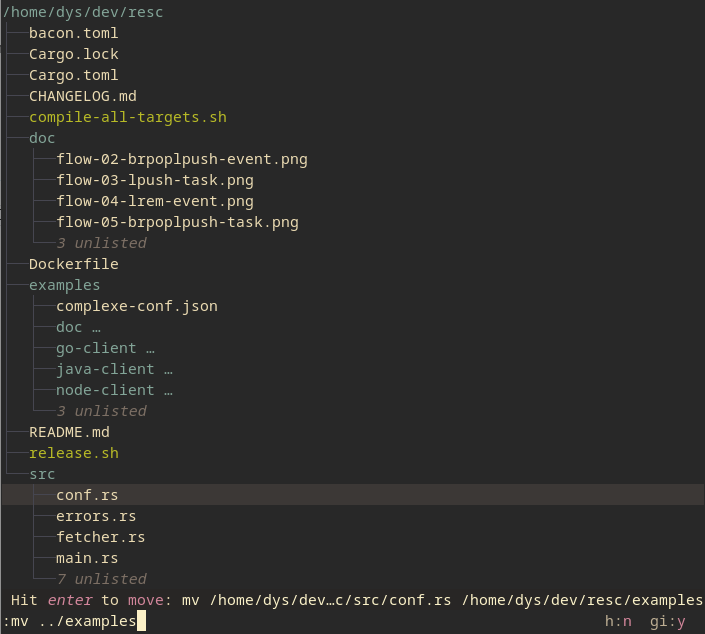 /home/dys/dev/resc
bacon.toml
Cargo.lock
Cargo.toml
CHANGELOG.md
compile-all-targets.sh
doc
flow-02-brpoplpush-event.png
flow-03-lpush-task.png
flow-04-lrem-event.png
flow-05-brpoplpush-task.png
3 unlisted
Dockerfile
examples
complexe-conf.json
doc …
go-client …
java-client …
node-client …
3 unlisted
README.md
release.sh
src
conf.rs
errors.rs
fetcher.rs
main.rs
7 unlisted
Hit enter to move: mv /home/dys/dev…c/src/conf.rs /home/dys/dev/resc/examples
:mv ../examples h:n gi:y